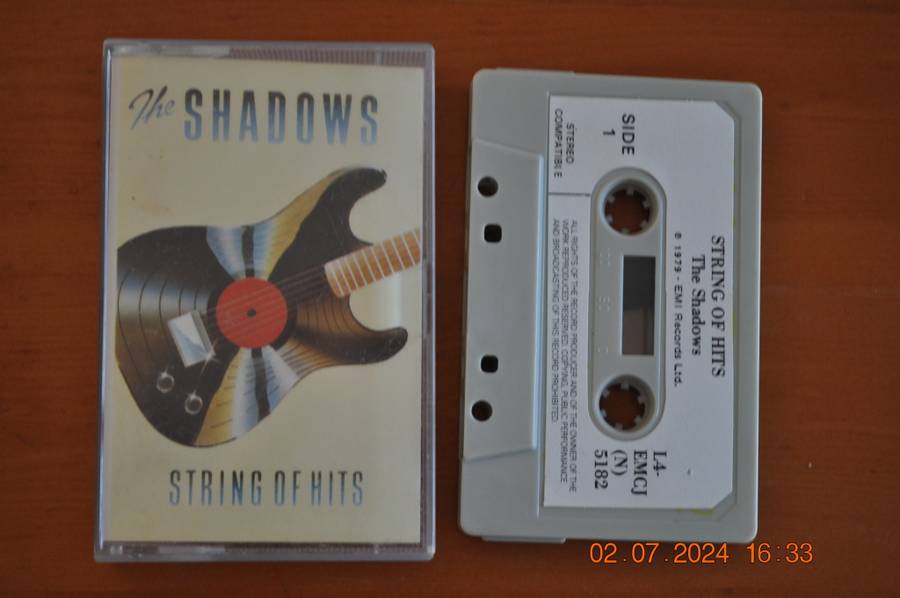 The SHADOWS
STRING OF HITS
STRING OF HITS
The Shadows
℗ 1979 - EMI Records Ltd.
SIDE
1
STEREO
COMPATIBLE
L4-
EMCJ
(N)
5182
ALL RIGHTS OF THE RECORD PRODUCER AND OF THE OWNER OF THE
WORK REPRODUCED RESERVED. COPYING, PUBLIC PERFORMANCE
AND BROADCASTING OF THIS RECORD PROHIBITED.
02.07.2024 16:33